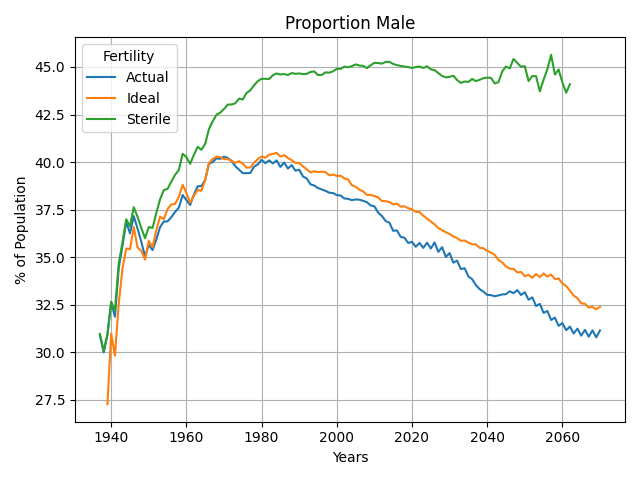 Proportion Male
Fertility
Actual
Ideal
Sterile
% of Population
45.0
42.5
40.0
37.5
35.0
32.5
30.0
27.5
1940 1960 1980 2000 2020 2040 2060
Years